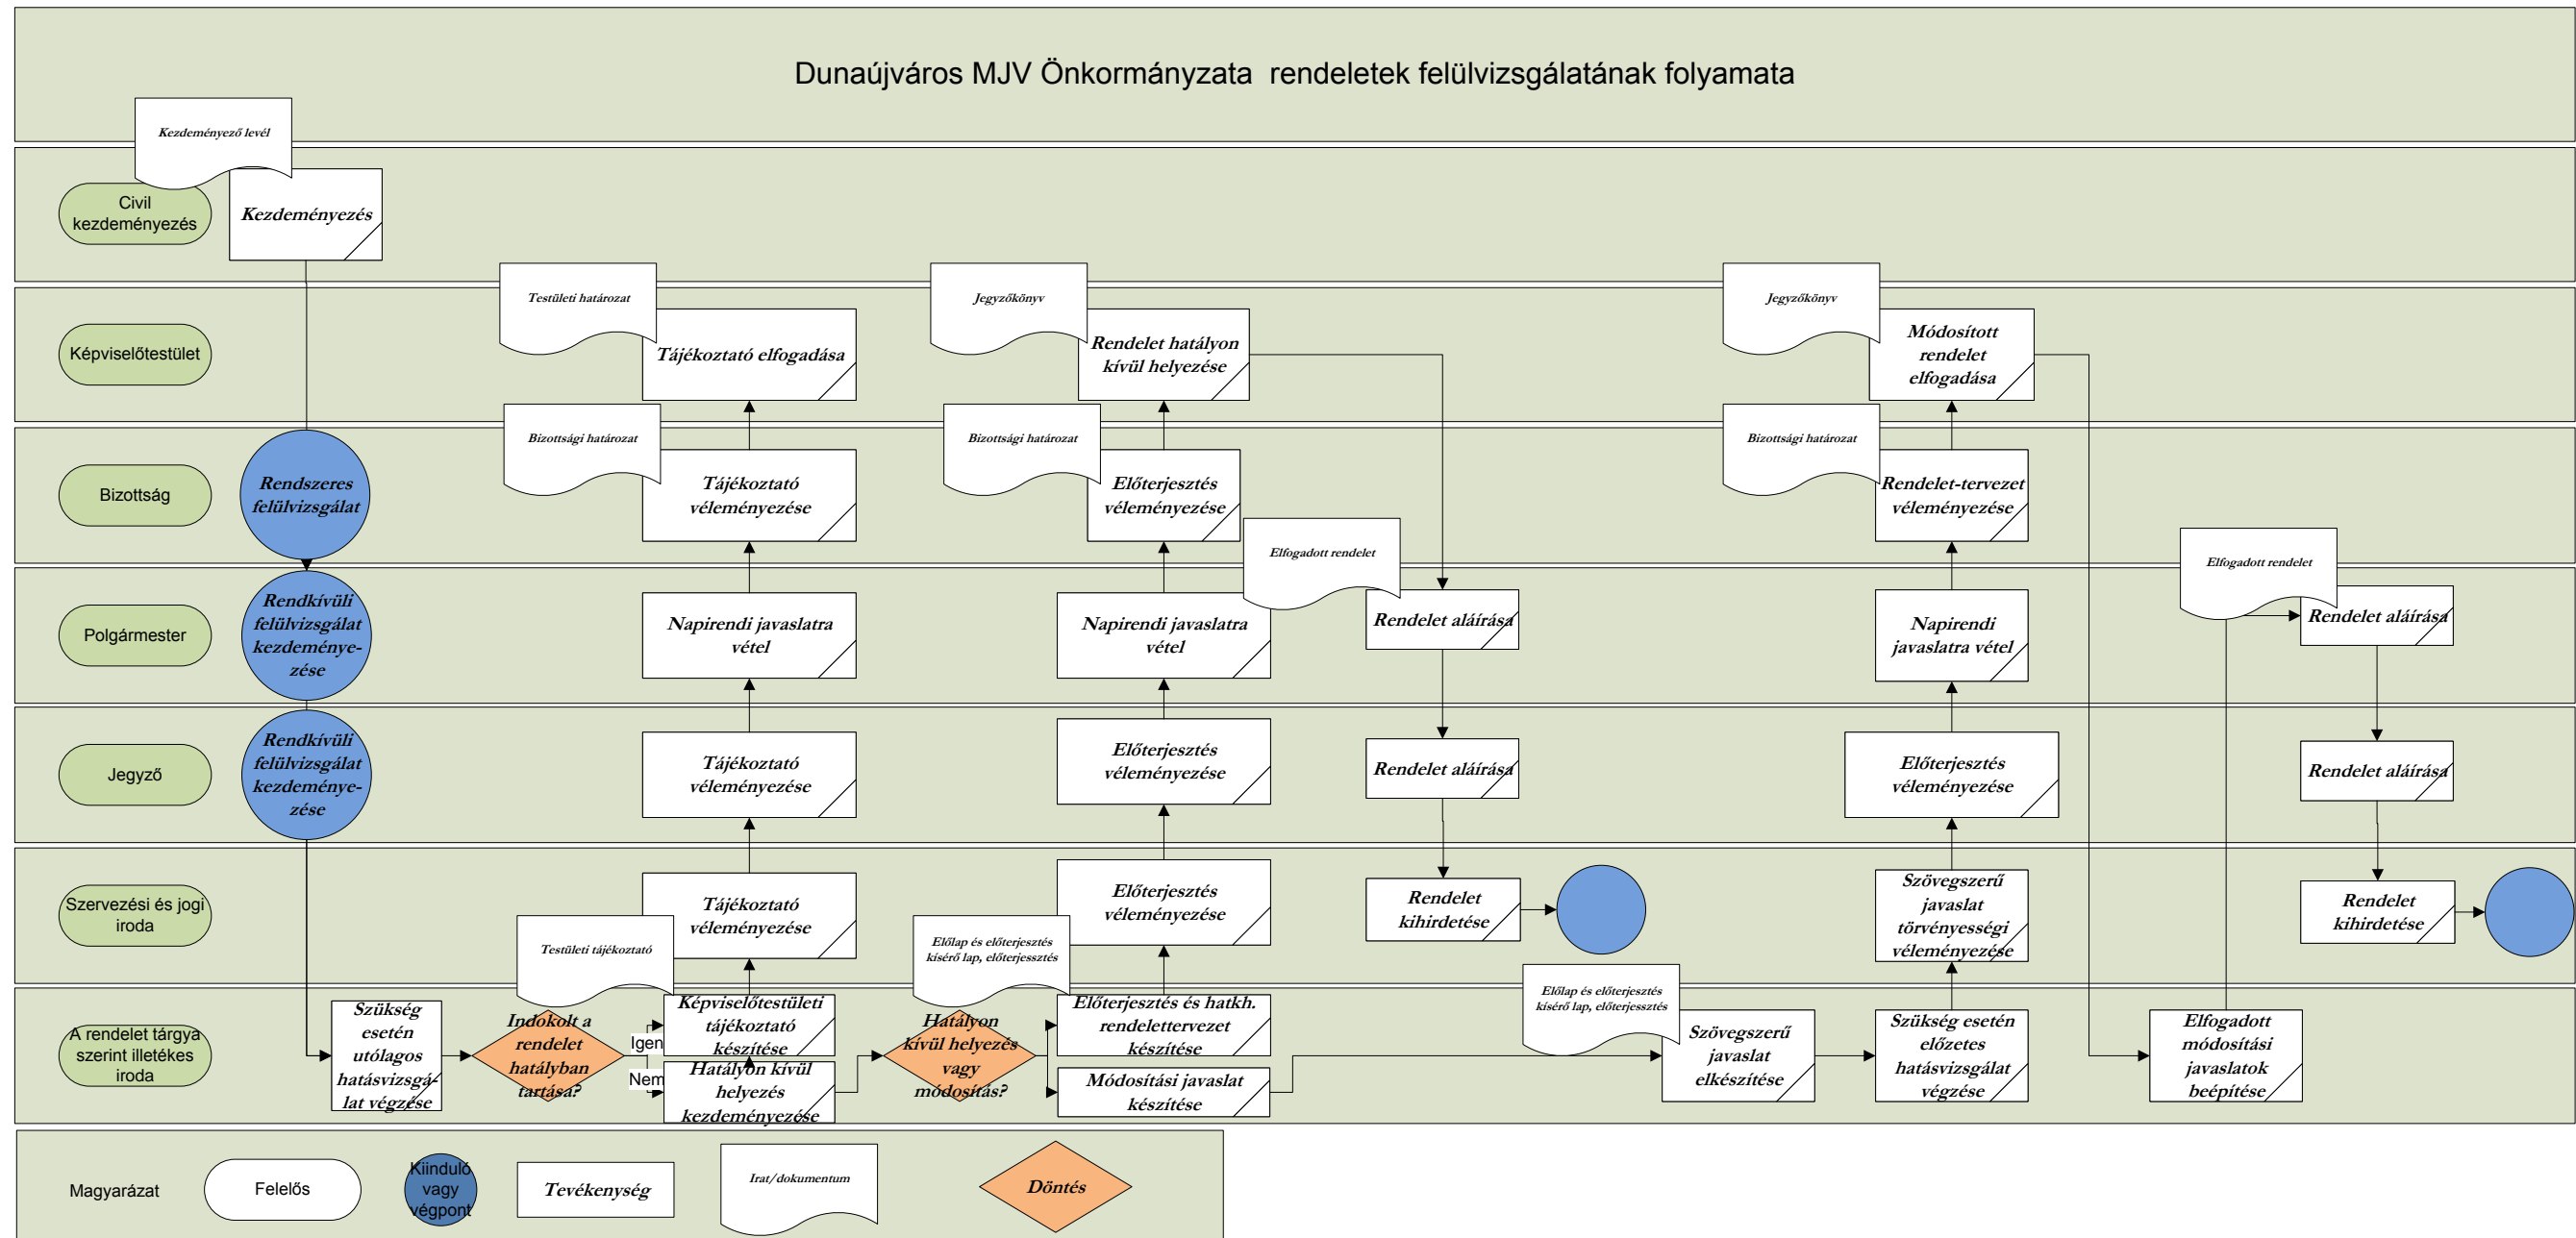 Dunaújváros MJV Önkormányzata rendeletek felülvizsgálatának folyamata
Kezdeményező levél
Civil
kezdeményezés
Kezdeményezés
Képviselőtestület
Testületi határozat
Tájékoztató elfogadása
Jegyzőkönyv
Rendelet hatályon
kívül helyezése
Jegyzőkönyv
Módosított
rendelet
elfogadása
Bizottság
Rendszeres
felülvizsgálat
Bizottsági határozat
Tájékoztató
véleményezése
Bizottsági határozat
Előterjesztés
véleményezése
Bizottsági határozat
Rendelet-tervezet
véleményezése
Polgármester
Rendkívüli
felülvizsgálat
kezdeménye-
zése
Napirendi javaslatra
vétel
Napirendi javaslatra
vétel
Elfogadott rendelet
Rendelet aláírása
Napirendi
javaslatra vétel
Elfogadott rendelet
Rendelet aláírása
Jegyző
Rendkívüli
felülvizsgálat
kezdeménye-
zése
Tájékoztató
véleményezése
Előterjesztés
véleményezése
Rendelet aláírása
Előterjesztés
véleményezése
Rendelet aláírása
Szervezési és jogi
iroda
Tájékoztató
véleményezése
Előterjesztés
véleményezése
Rendelet
kihirdetése
Szövegszerű
javaslat
törvényességi
véleményezése
Rendelet
kihirdetése
A rendelet tárgya
szerint illetékes
iroda
Szükség
esetén
utólagos
hatásvizsgá-
lat végzése
Testületi tájékoztató
Indokolt a
rendelet
hatályban
tartása?
Igen
Nem
Képviselőtestületi
tájékoztató
készítése
Hatályon kívül
helyezés
kezdeményezése
Előlap és előterjesztés
kísérő lap, előterjessztés
Hatályon
kívül helyezés
vagy
módosítás?
Előterjesztés és hatkh.
rendelettervezet
készítése
Módosítási javaslat
készítése
Előlap és előterjesztés
kísérő lap, előterjessztés
Szövegszerű
javaslat
elkészítése
Szükség esetén
előzetes
hatásvizsgálat
végzése
Elfogadott
módosítási
javaslatok
beépítése
Magyarázat
Felelős
Kiinduló
vagy
végpont
Tevékenység
Irat/dokumentum
Döntés